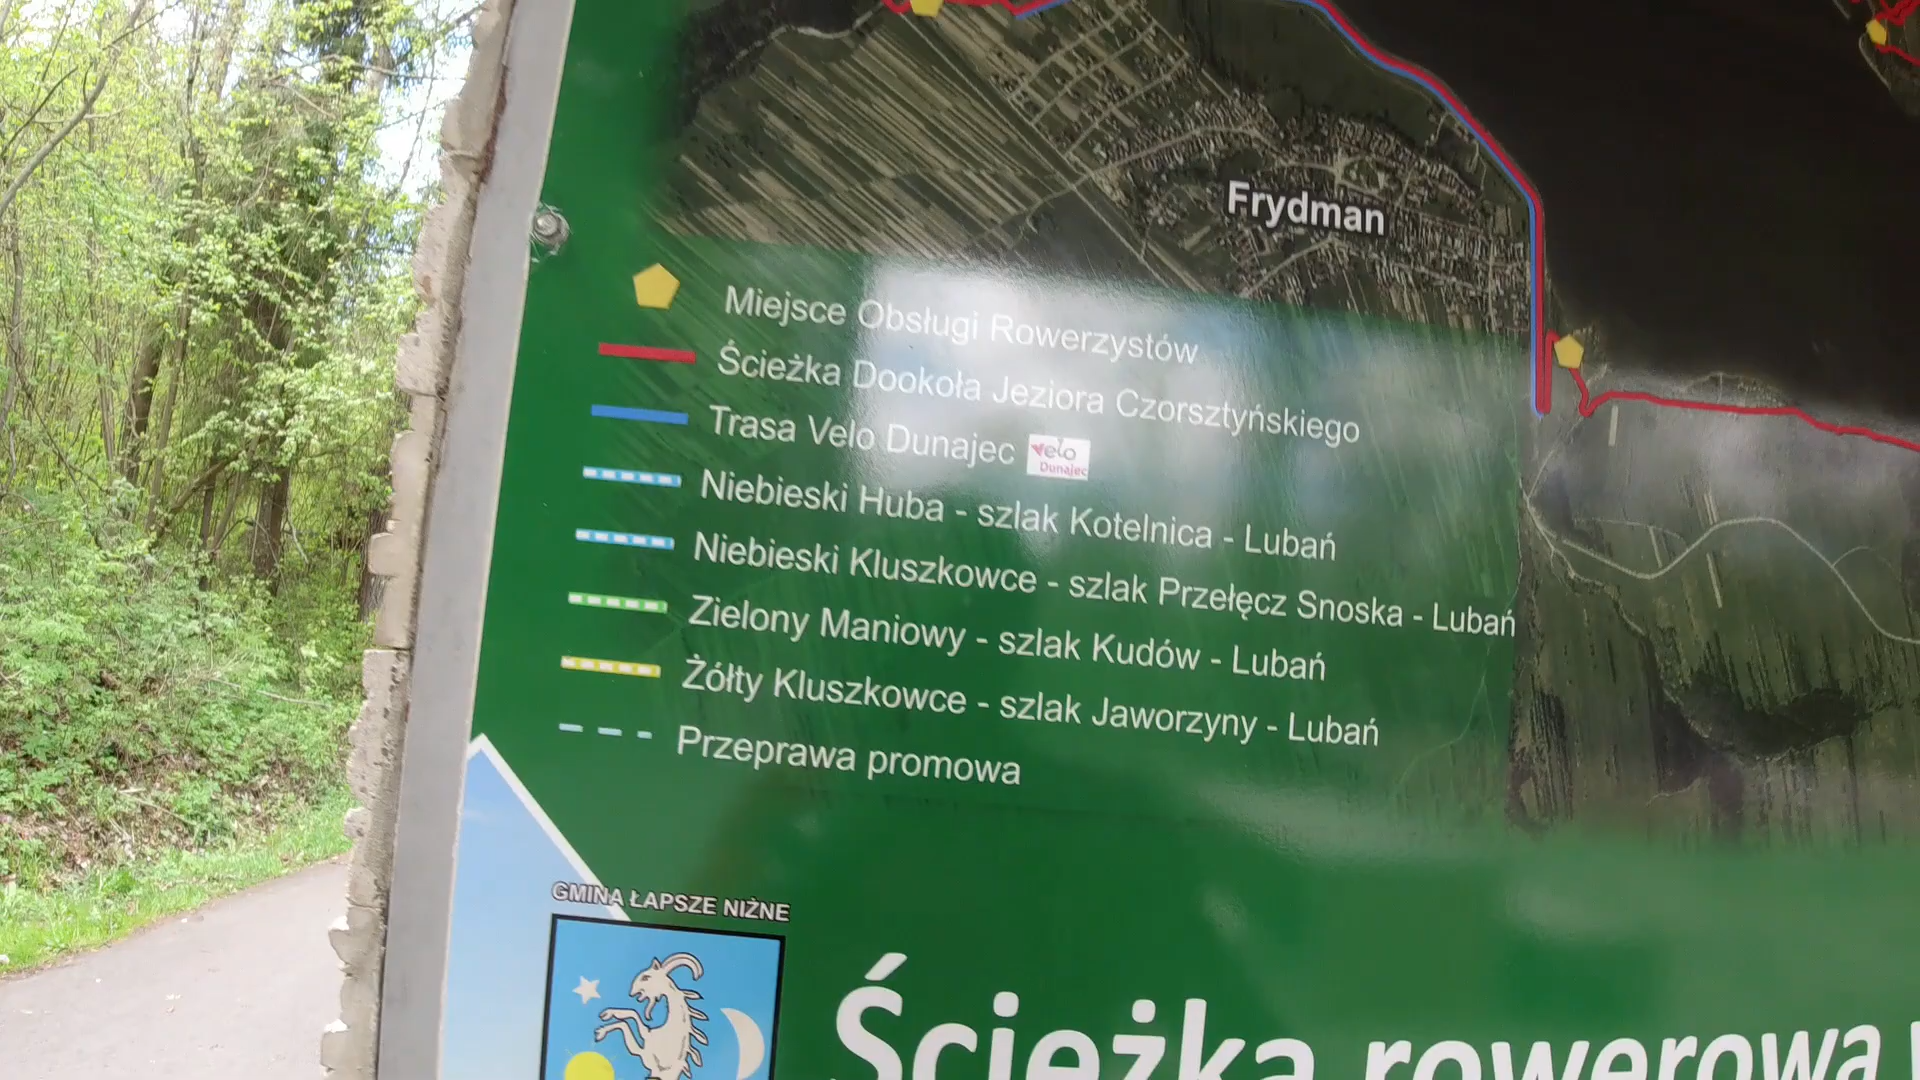 Frydman
Miejsce Obsługi Rowerzystów
Ścieżka Dookoła Jeziora Czorsztyńskiego
Trasa Velo Dunajec
Velo
Dunajec
Niebieski Huba - szlak Kotelnica - Lubań
Niebieski Kluszkowce - szlak Przełęcz Snoska - Lubań
Zielony Maniowy - szlak Kudów - Lubań
Żółty Kluszkowce - szlak Jaworzyny - Lubań
Przeprawa promowa
GMINA ŁAPSZE NIŻNE
Ścieżka rowerowa